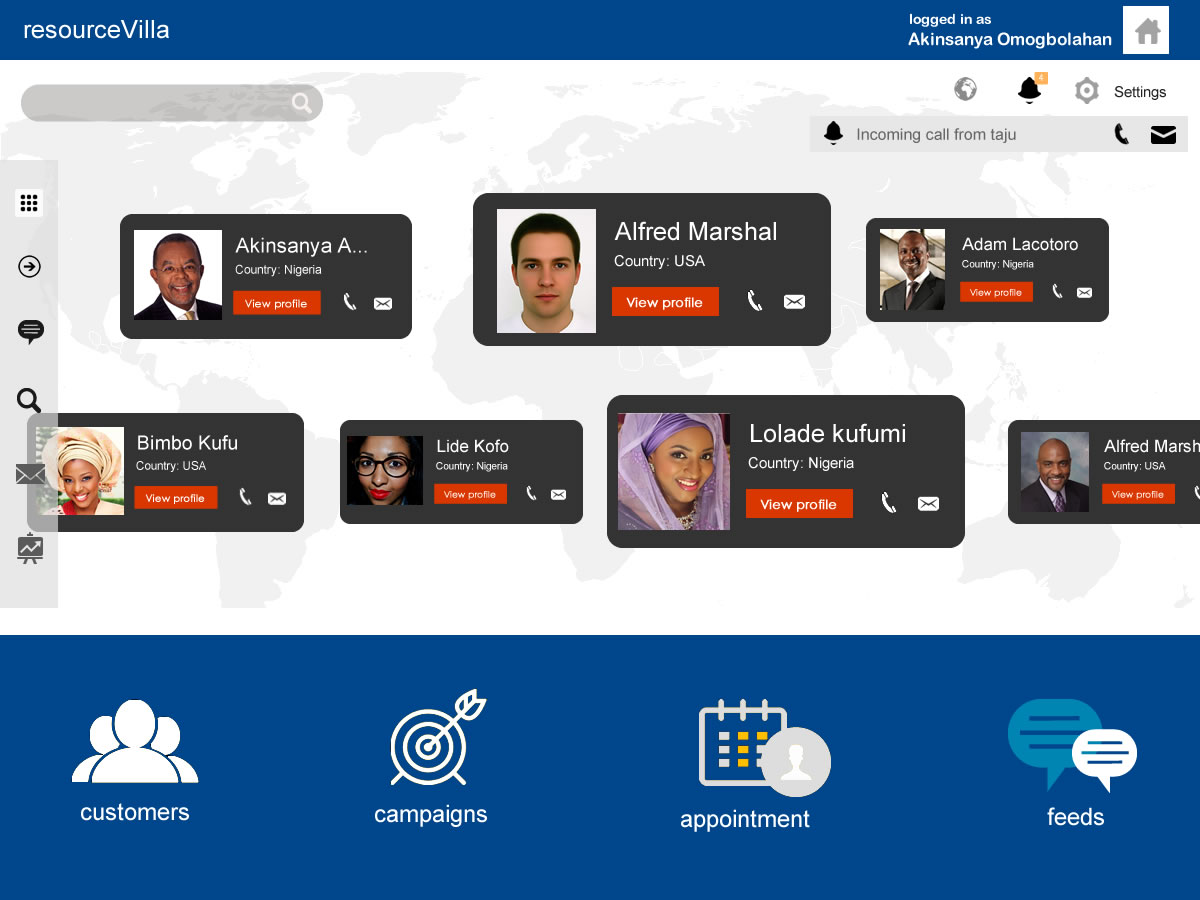 resourceVilla
logged in as
Akinsanya Omogbolahan
4
Settings
Incoming call from taju
Akinsanya A...
Country: Nigeria
View profile
Alfred Marshal
Country: USA
View profile
Adam Lacotoro
Country: Nigeria
View profile
Bimbo Kufu
Country: USA
View profile
Lide Kofo
Country: Nigeria
View profile
Lolade kufumi
Country: Nigeria
View profile
Alfred Marsh
Country: USA
View profile
customers
campaigns
appointment
feeds